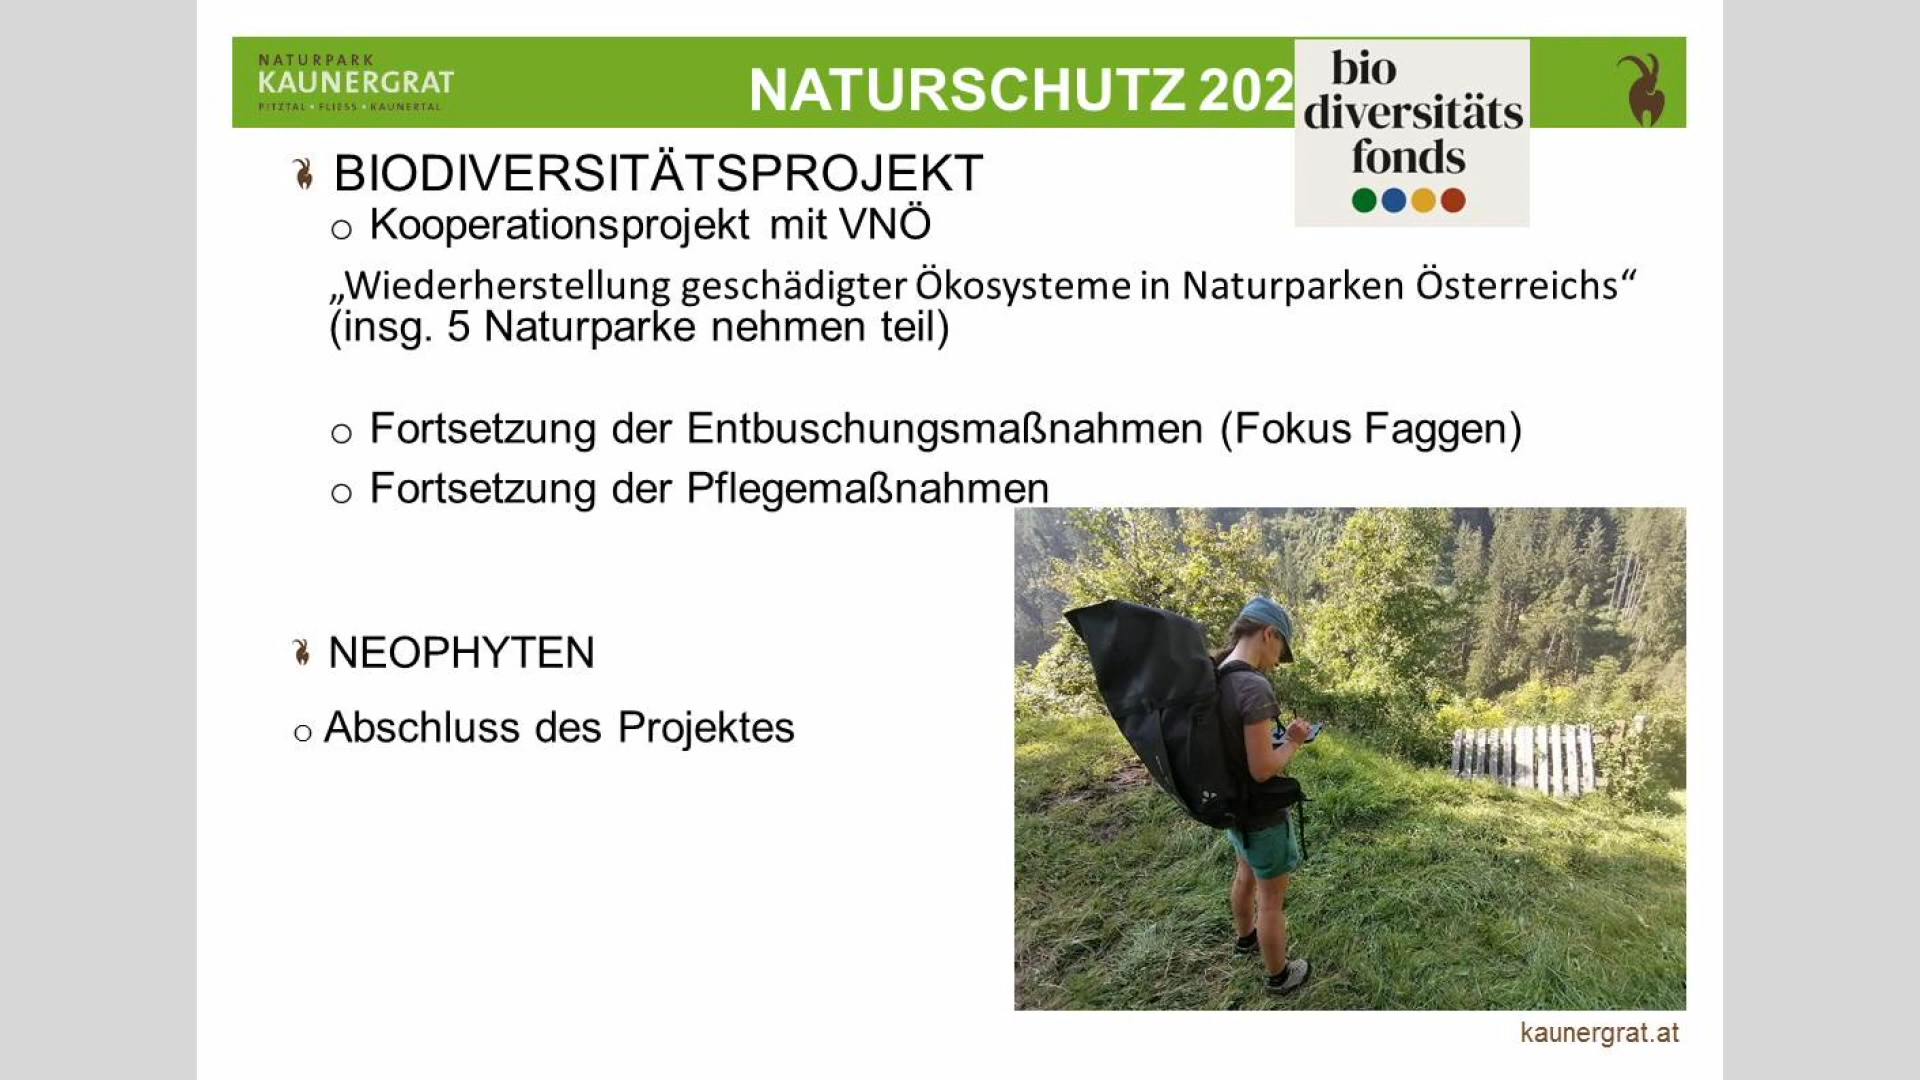 NATURPARK
KAUNERGRAT
PITZTAL • FLIESS • KAUNERTAL
NATURSCHUTZ 202
bio
diversitäts
fonds
BIODIVERSITÄTSPROJEKT
o Kooperationsprojekt mit VNÖ
„Wiederherstellung geschädigter Ökosysteme in Naturparken Österreichs“
(insg. 5 Naturparke nehmen teil)
o Fortsetzung der Entbuschungsmaßnahmen (Fokus Faggen)
o Fortsetzung der Pflegemaßnahmen
NEOPHYTEN
o Abschluss des Projektes
kaunergrat.at